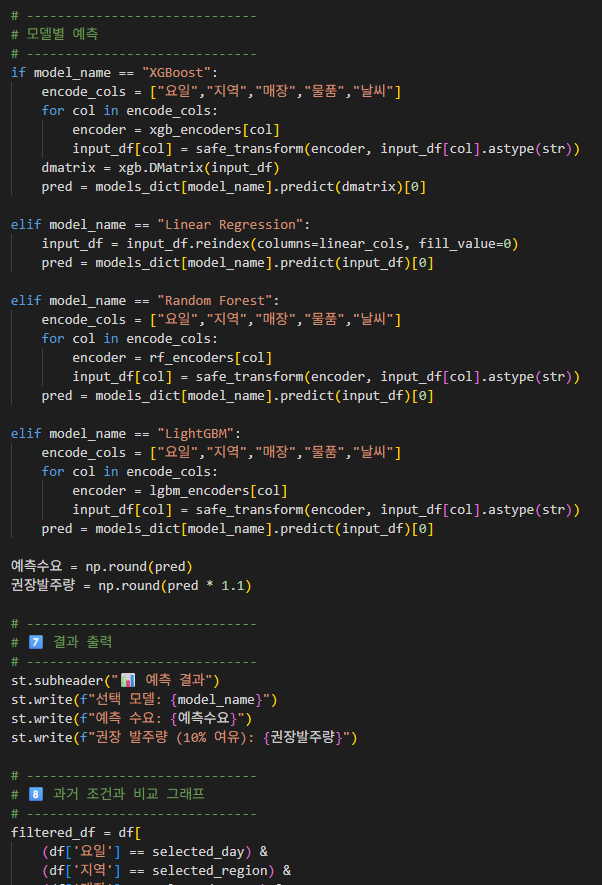 # ------------------------------
# 모델별 예측
# ------------------------------
if model_name == "XGBoost":
    encode_cols = ["요일","지역","매장","물품","날씨"]
    for col in encode_cols:
        encoder = xgb_encoders[col]
        input_df[col] = safe_transform(encoder, input_df[col].astype(str))
    dmatrix = xgb.DMatrix(input_df)
    pred = models_dict[model_name].predict(dmatrix)[0]

elif model_name == "Linear Regression":
    input_df = input_df.reindex(columns=linear_cols, fill_value=0)
    pred = models_dict[model_name].predict(input_df)[0]

elif model_name == "Random Forest":
    encode_cols = ["요일","지역","매장","물품","날씨"]
    for col in encode_cols:
        encoder = rf_encoders[col]
        input_df[col] = safe_transform(encoder, input_df[col].astype(str))
    pred = models_dict[model_name].predict(input_df)[0]

elif model_name == "LightGBM":
    encode_cols = ["요일","지역","매장","물품","날씨"]
    for col in encode_cols:
        encoder = lgbm_encoders[col]
        input_df[col] = safe_transform(encoder, input_df[col].astype(str))
    pred = models_dict[model_name].predict(input_df)[0]

예측수요 = np.round(pred)
권장발주량 = np.round(pred * 1.1)

# ------------------------------
# 7️⃣ 결과 출력
# ------------------------------
st.subheader("📊 예측 결과")
st.write(f"선택 모델: {model_name}")
st.write(f"예측 수요: {예측수요}")
st.write(f"권장 발주량 (10% 여유): {권장발주량}")

# ------------------------------
# 8️⃣ 과거 조건과 비교 그래프
# ------------------------------
filtered_df = df[
    (df['요일'] == selected_day) &
    (df['지역'] == selected_region) &